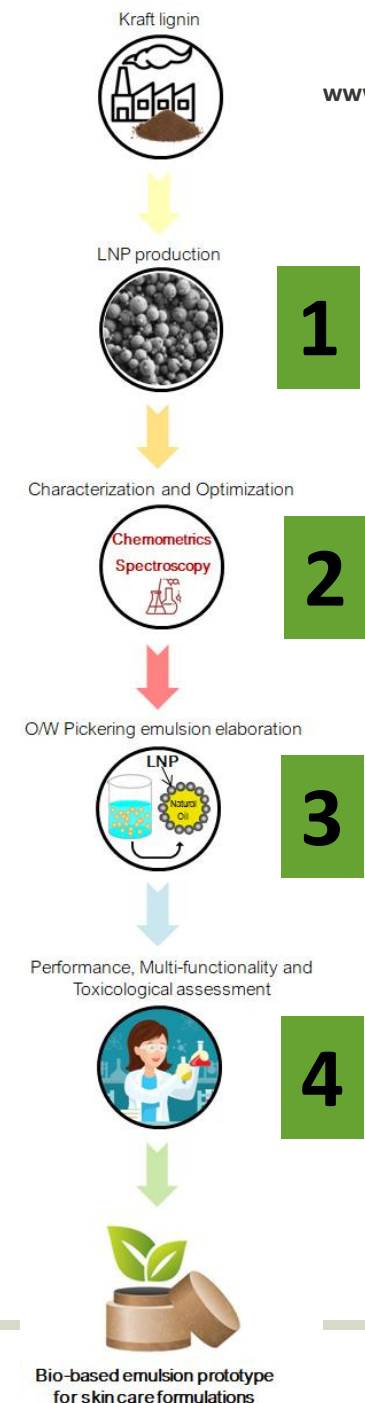 Kraft lignin
www
LNP production
1
Characterization and Optimization
Chemometrics
Spectroscopy
2
O/W Pickering emulsion elaboration
LNP
Natural
Oil
3
Performance, Multi-functionality and
Toxicological assessment
4
Bio-based emulsion prototype
for skin care formulations